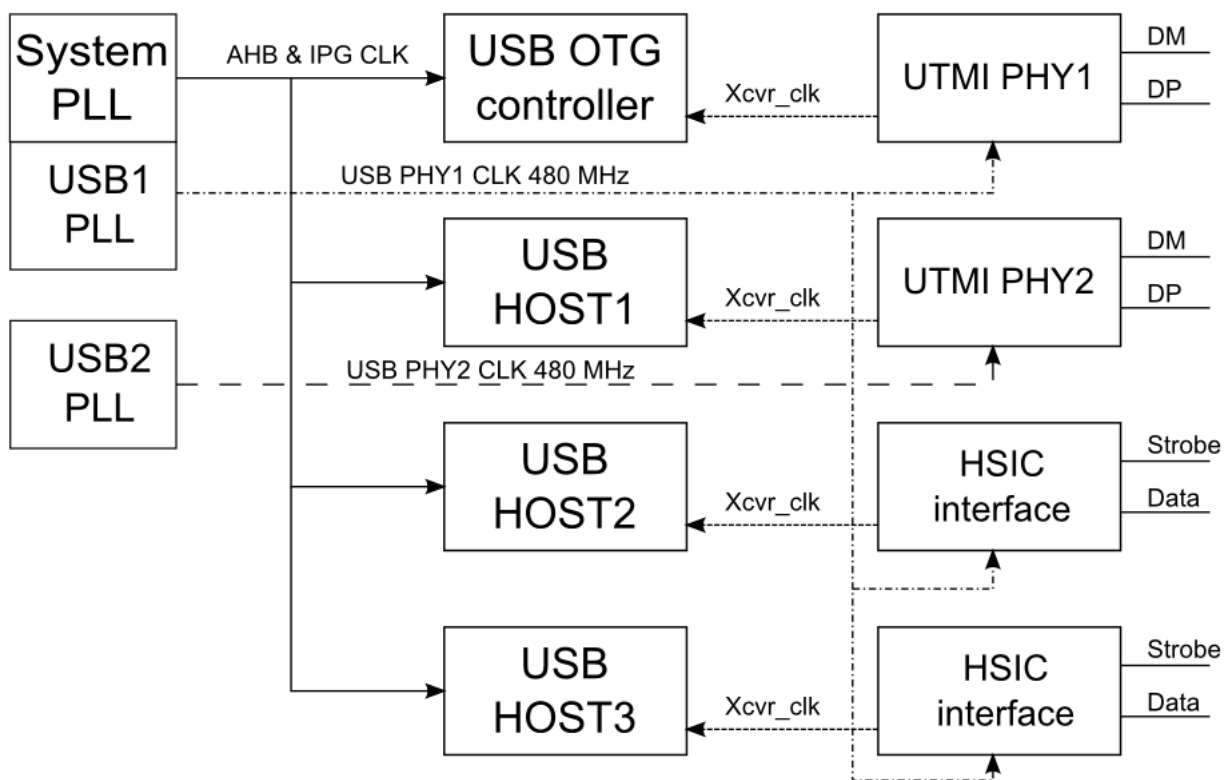 System
PLL
AHB & IPG CLK
USB OTG
controller
Xcvr_clk
UTMI PHY1
DM
DP
USB1
PLL
USB PHY1 CLK 480 MHz
USB
HOST1
Xcvr_clk
UTMI PHY2
DM
DP
USB2
PLL
USB PHY2 CLK 480 MHz
USB
HOST2
Xcvr_clk
HSIC
interface
Strobe
Data
USB
HOST3
Xcvr_clk
HSIC
interface
Strobe
Data